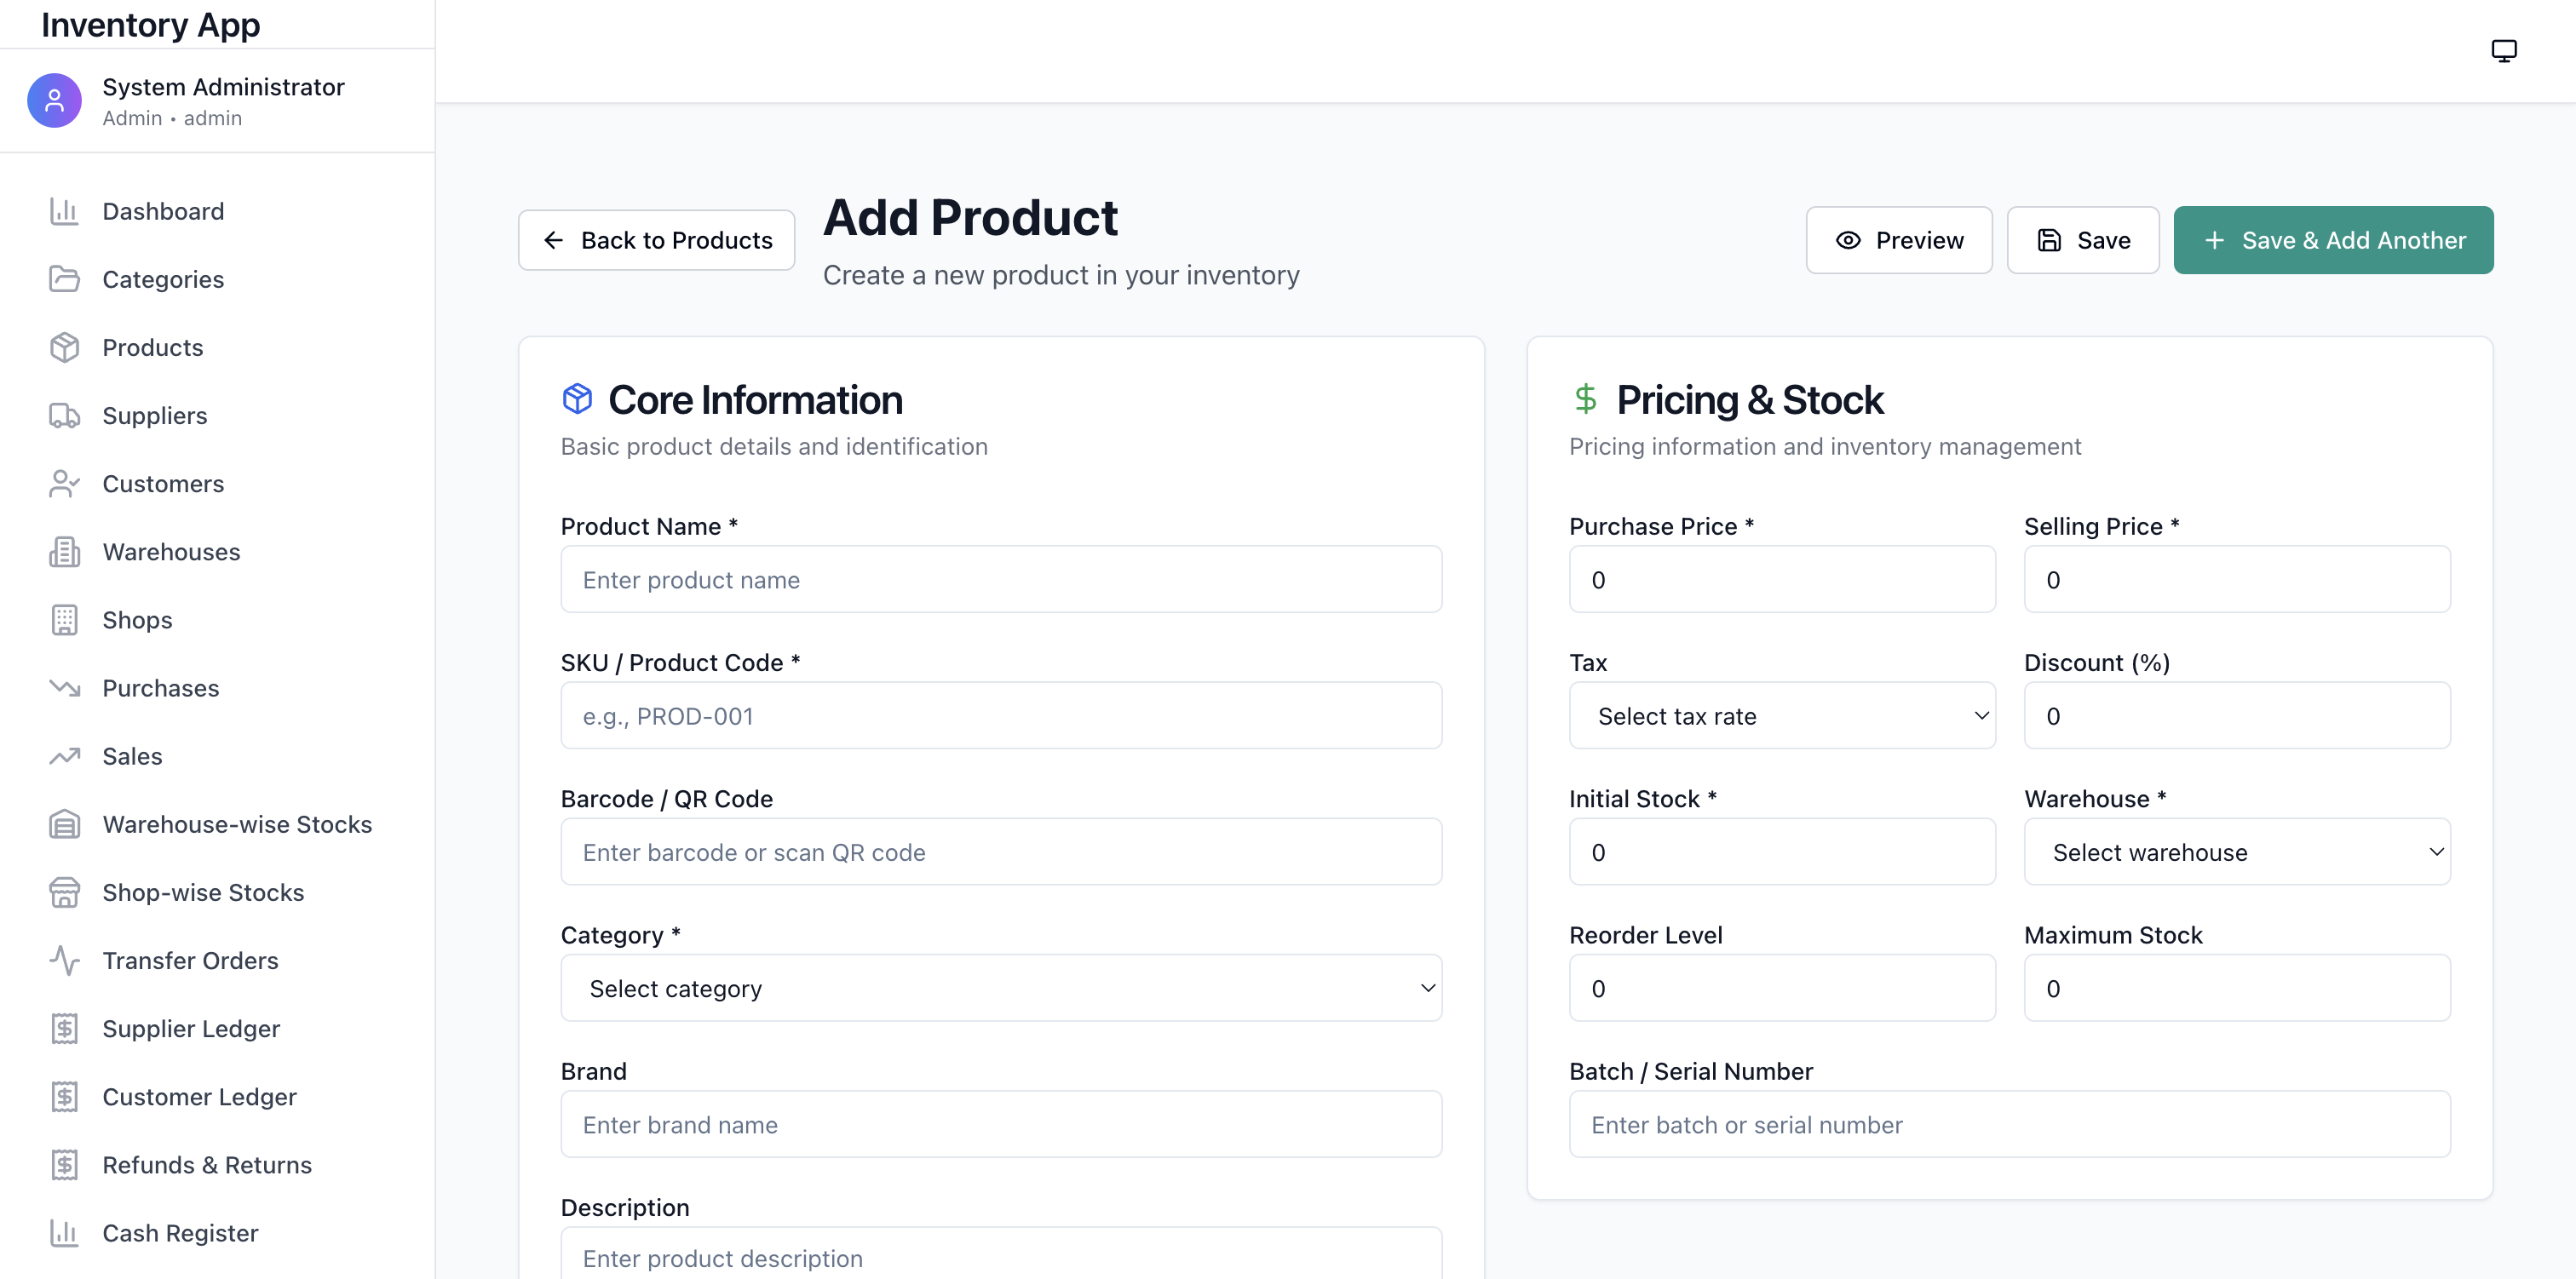 Inventory App
System Administrator
Admin • admin
Dashboard
Categories
Products
Suppliers
Customers
Warehouses
Shops
Purchases
Sales
Warehouse-wise Stocks
Shop-wise Stocks
Transfer Orders
Supplier Ledger
Customer Ledger
Refunds & Returns
Cash Register
Back to Products
Add Product
Create a new product in your inventory
Preview
Save
Save & Add Another
Core Information
Basic product details and identification
Product Name *
Enter product name
SKU / Product Code *
e.g., PROD-001
Barcode / QR Code
Enter barcode or scan QR code
Category *
Select category
Brand
Enter brand name
Description
Enter product description
Pricing & Stock
Pricing information and inventory management
Purchase Price *
0
Selling Price *
0
Tax
Select tax rate
Discount (%)
0
Initial Stock *
0
Warehouse *
Select warehouse
Reorder Level
0
Maximum Stock
0
Batch / Serial Number
Enter batch or serial number